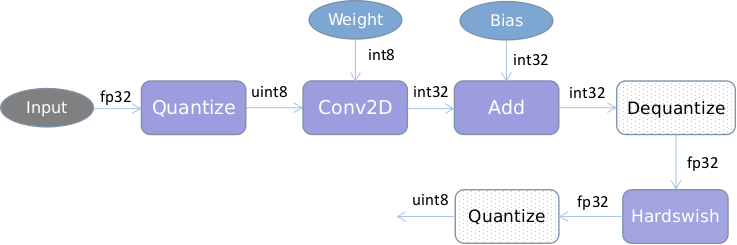 Weight
Bias
int8
int32
Input
fp32
Quantize
uint8
Conv2D
int32
Add
int32
Dequantize
fp32
uint8
Quantize
fp32
Hardswish